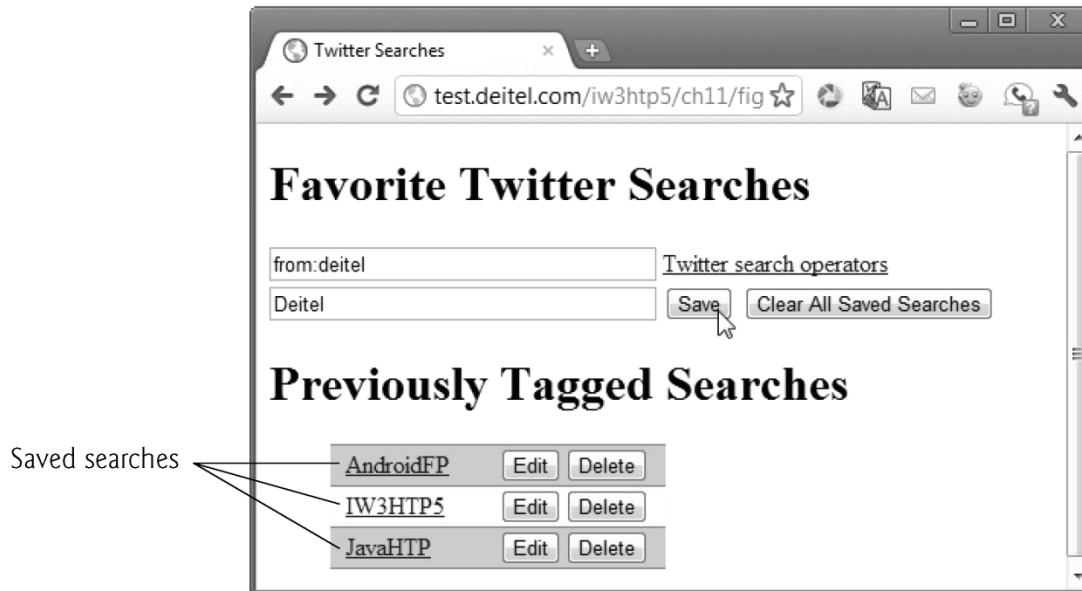 Twitter Searches
test.deitel.com/iw3htp5/ch11/fig
Favorite Twitter Searches
from:deitel Twitter search operators
Deitel Save Clear All Saved Searches
Previously Tagged Searches
Saved searches
AndroidFP Edit Delete
IW3HTP5 Edit Delete
JavaHTP Edit Delete